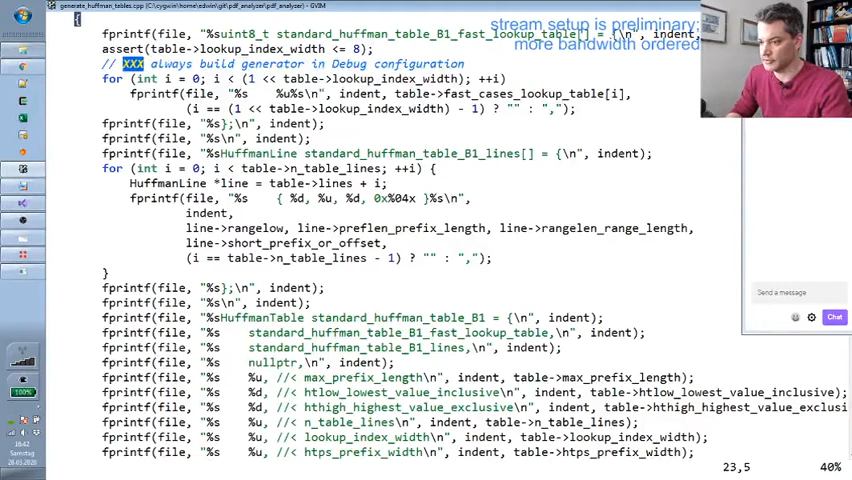 generate_huffman_tables.cpp (c:\cygwin\home\edwin\git\pdf_analyzer\pdf_analyzer) - GVIM
stream setup is preliminary:
more bandwidth ordered
{
fprintf(file, "%suint8_t standard_huffman_table_B1_fast_lookup_table[] = {\n", indent,
assert(table->lookup_index_width <= 8);
// XXX always build generator in Debug configuration
for (int i = 0; i < (1 << table->lookup_index_width); ++i)
fprintf(file, "%s    %u%s\n", indent, table->fast_cases_lookup_table[i],
(i == (1 << table->lookup_index_width) - 1) ? "" : ",");
fprintf(file, "%s};\n", indent);
fprintf(file, "%s\n", indent);
fprintf(file, "%sHuffmanLine standard_huffman_table_B1_lines[] = {\n", indent);
for (int i = 0; i < table->n_table_lines; ++i) {
HuffmanLine *line = table->lines + i;
fprintf(file, "%s    { %d, %u, %d, 0x%04x }%s\n",
indent,
line->rangelow, line->preflen_prefix_length, line->rangelen_range_length,
line->short_prefix_or_offset,
(i == table->n_table_lines - 1) ? "" : ",");
}
fprintf(file, "%s};\n", indent);
fprintf(file, "%s\n", indent);
fprintf(file, "%sHuffmanTable standard_huffman_table_B1 = {\n", indent);
fprintf(file, "%s    standard_huffman_table_B1_fast_lookup_table,\n", indent);
fprintf(file, "%s    standard_huffman_table_B1_lines,\n", indent);
fprintf(file, "%s    nullptr,\n", indent);
fprintf(file, "%s    %u, //< max_prefix_length\n", indent, table->max_prefix_length);
fprintf(file, "%s    %d, //< htlow_lowest_value_inclusive\n", indent, table->htlow_lowest_value_inclusive);
fprintf(file, "%s    %d, //< hthigh_highest_value_exclusive\n", indent, table->hthigh_highest_value_exclusi
fprintf(file, "%s    %u, //< n_table_lines\n", indent, table->n_table_lines);
fprintf(file, "%s    %u, //< lookup_index_width\n", indent, table->lookup_index_width);
fprintf(file, "%s    %u, //< htps_prefix_width\n", indent, table->htps_prefix_width);
23,5 40%
Send a message
Chat
100%
16:42
Samstag
28.03.2020